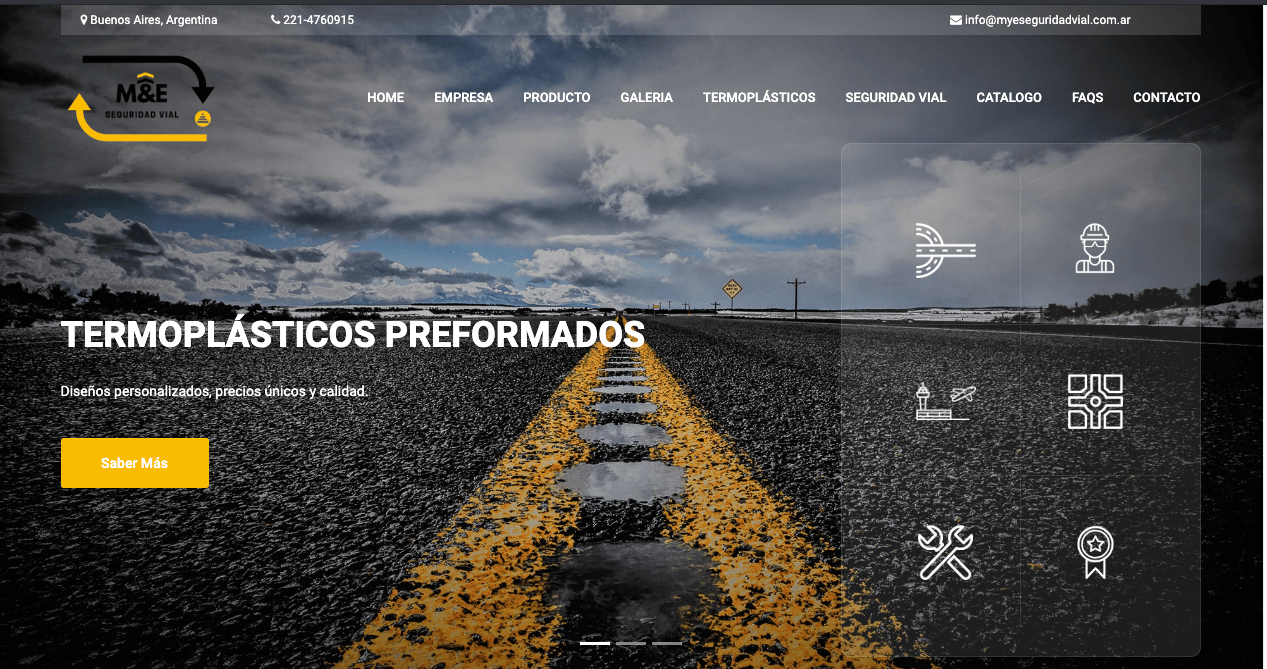 Buenos Aires, Argentina
221-4760915
info@myeseguridadvial.com.ar
M&E
SEGURIDAD VIAL
HOME
EMPRESA
PRODUCTO
GALERIA
TERMOPLÁSTICOS
SEGURIDAD VIAL
CATALOGO
FAQS
CONTACTO
TERMOPLÁSTICOS PREFORMADOS
Diseños personalizados, precios únicos y calidad.
Saber Más